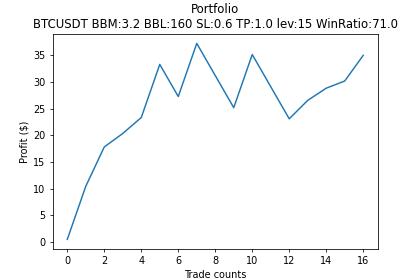 Portfolio
BTCUSDT BBM:3.2 BBL:160 SL:0.6 TP:1.0 lev:15 WinRatio:71.0
35
30
25
20
15
10
5
0
Profit ($)
0 2 4 6 8 10 12 14 16
Trade counts